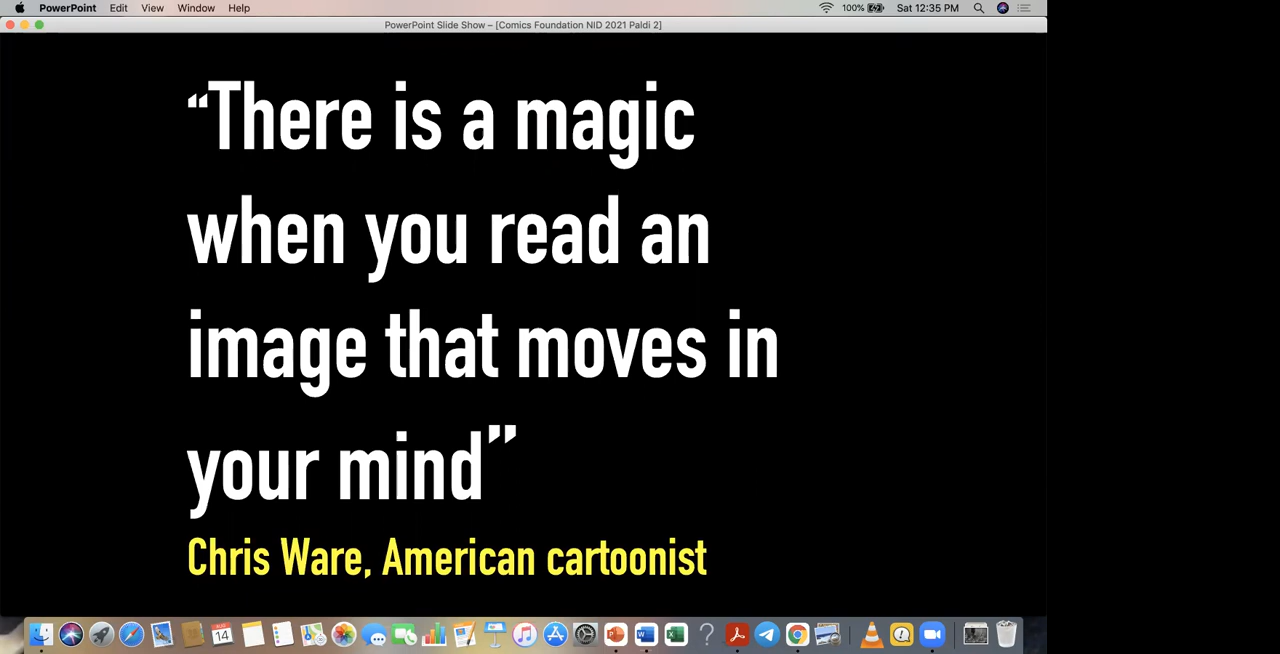 PowerPoint Edit View Window Help 100% Sat 12:35 PM
PowerPoint Slide Show – [Comics Foundation NID 2021 Paldi 2]
“There is a magic
when you read an
image that moves in
your mind”
Chris Ware, American cartoonist
AUG
14